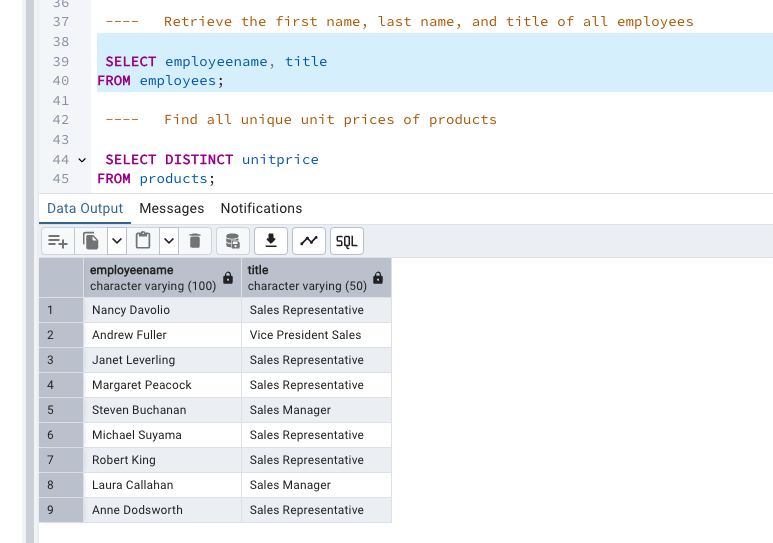 36
37 ---- Retrieve the first name, last name, and title of all employees
38
39 SELECT employeename, title
40 FROM employees;
41
42 ---- Find all unique unit prices of products
43
44 SELECT DISTINCT unitprice
45 FROM products;
Data Output Messages Notifications
SQL
employeename title
character varying (100) character varying (50)
1 Nancy Davolio Sales Representative
2 Andrew Fuller Vice President Sales
3 Janet Leverling Sales Representative
4 Margaret Peacock Sales Representative
5 Steven Buchanan Sales Manager
6 Michael Suyama Sales Representative
7 Robert King Sales Representative
8 Laura Callahan Sales Manager
9 Anne Dodsworth Sales Representative